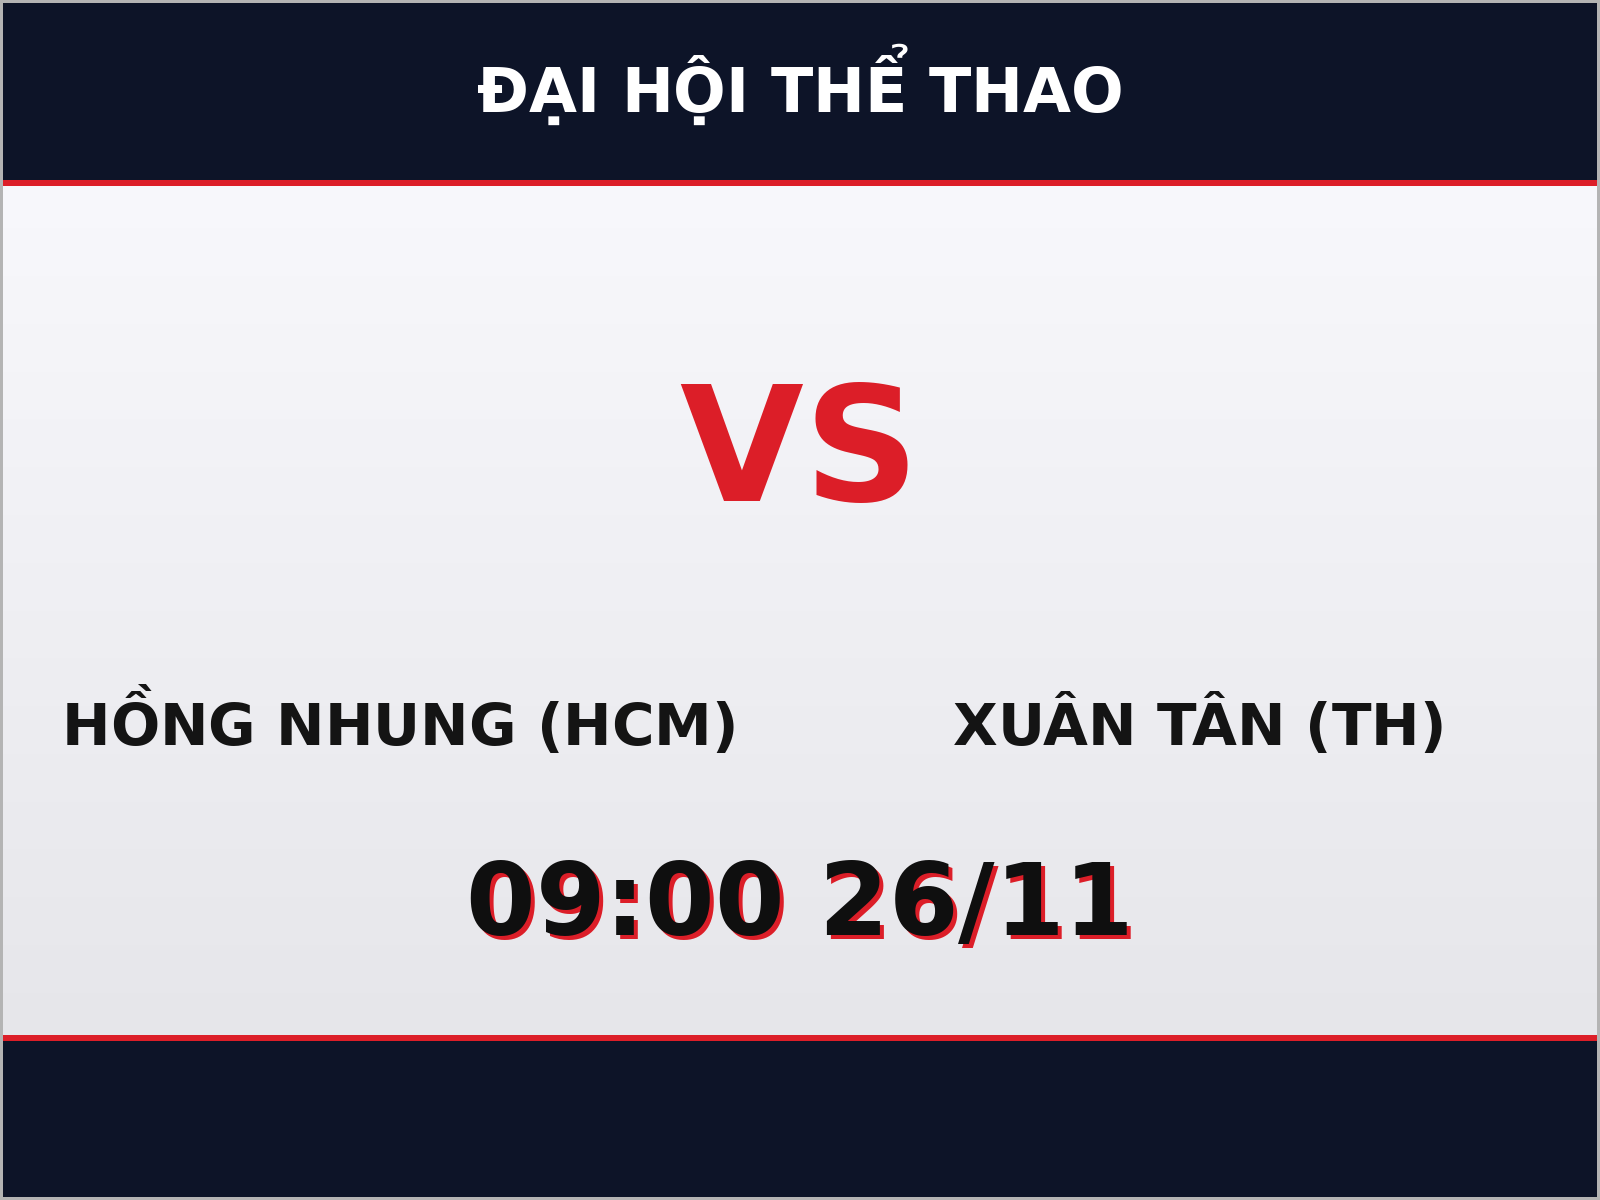 ĐẠI HỘI THỂ THAO
VS
HỒNG NHUNG (HCM)
XUÂN TÂN (TH)
09:00 26/11